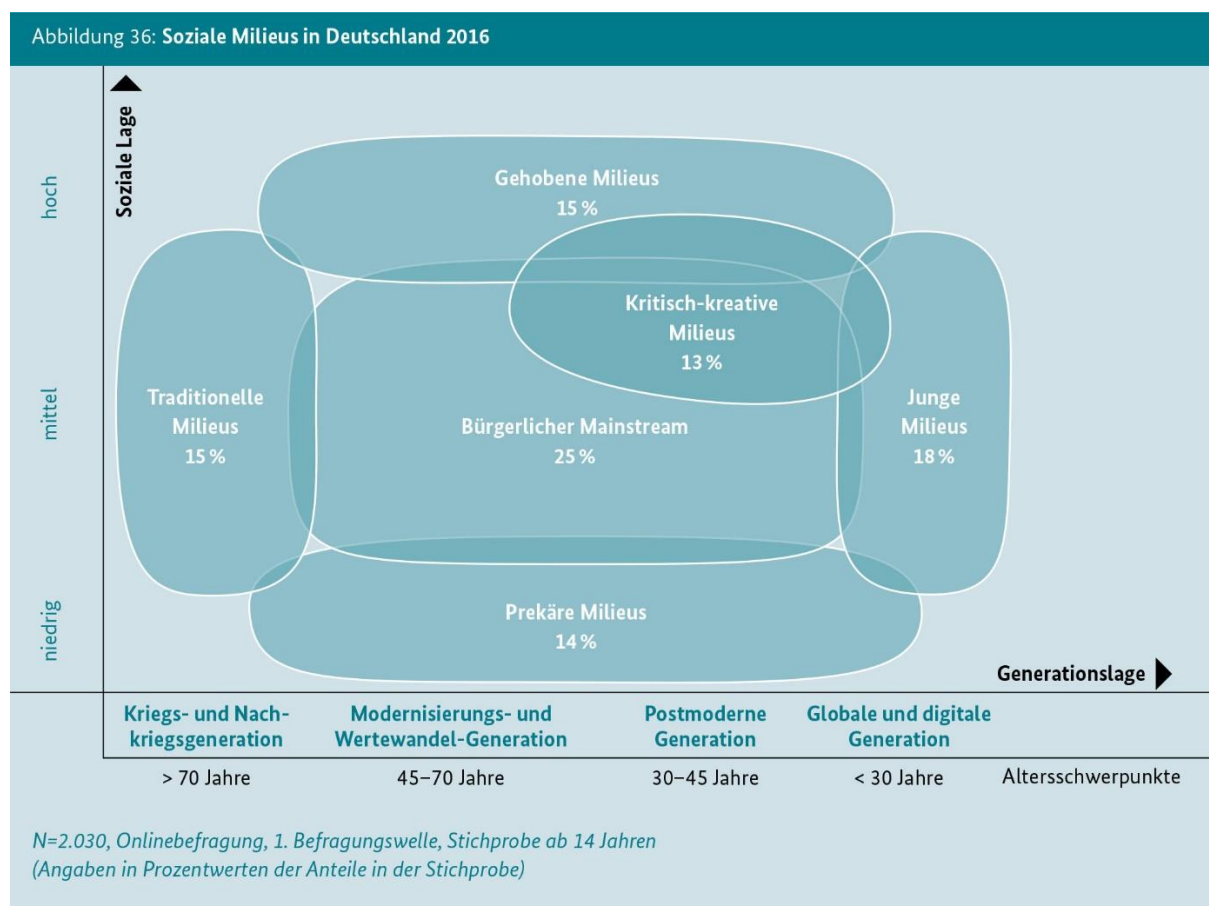 Abbildung 36: Soziale Milieus in Deutschland 2016
Soziale Lage
hoch
mittel
niedrig
Gehobene Milieus
15 %
Kritisch-kreative
Milieus
13 %
Traditionelle
Milieus
15 %
Bürgerlicher Mainstream
25 %
Junge
Milieus
18 %
Prekäre Milieus
14 %
Generationslage
Kriegs- und Nach-
kriegsgeneration
Modernisierungs- und
Wertewandel-Generation
Postmoderne
Generation
Globale und digitale
Generation
> 70 Jahre
45–70 Jahre
30–45 Jahre
< 30 Jahre
Altersschwerpunkte
N=2.030, Onlinebefragung, 1. Befragungswelle, Stichprobe ab 14 Jahren
(Angaben in Prozentwerten der Anteile in der Stichprobe)